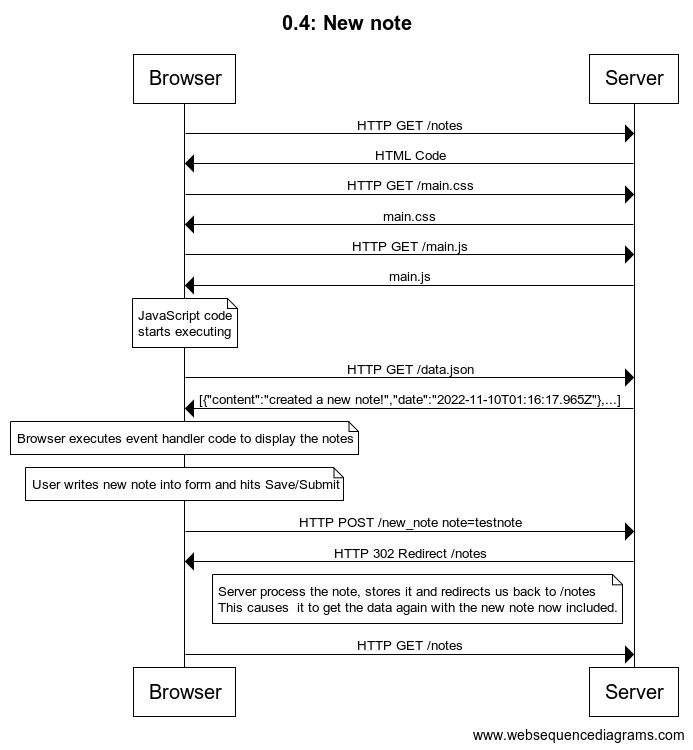 0.4: New note
Browser
Server
HTTP GET /notes
HTML Code
HTTP GET /main.css
main.css
HTTP GET /main.js
main.js
JavaScript code
starts executing
HTTP GET /data.json
[{"content":"created a new note!","date":"2022-11-10T01:16:17.965Z"},...]
Browser executes event handler code to display the notes
User writes new note into form and hits Save/Submit
HTTP POST /new_note note=testnote
HTTP 302 Redirect /notes
Server process the note, stores it and redirects us back to /notes
This causes  it to get the data again with the new note now included.
HTTP GET /notes
Browser
Server
www.websequencediagrams.com